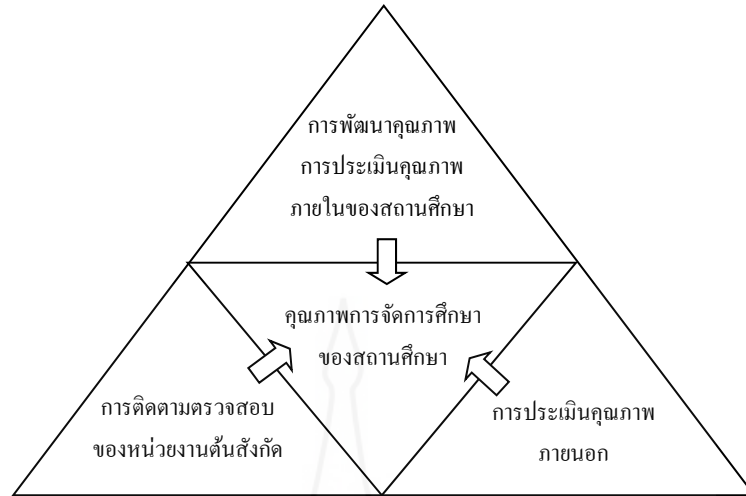 การพัฒนาคุณภาพ
การประเมินคุณภาพ
ภายในของสถานศึกษา
คุณภาพการจัดการศึกษา
ของสถานศึกษา
การติดตามตรวจสอบ
ของหน่วยงานต้นสังกัด
การประเมินคุณภาพ
ภายนอก